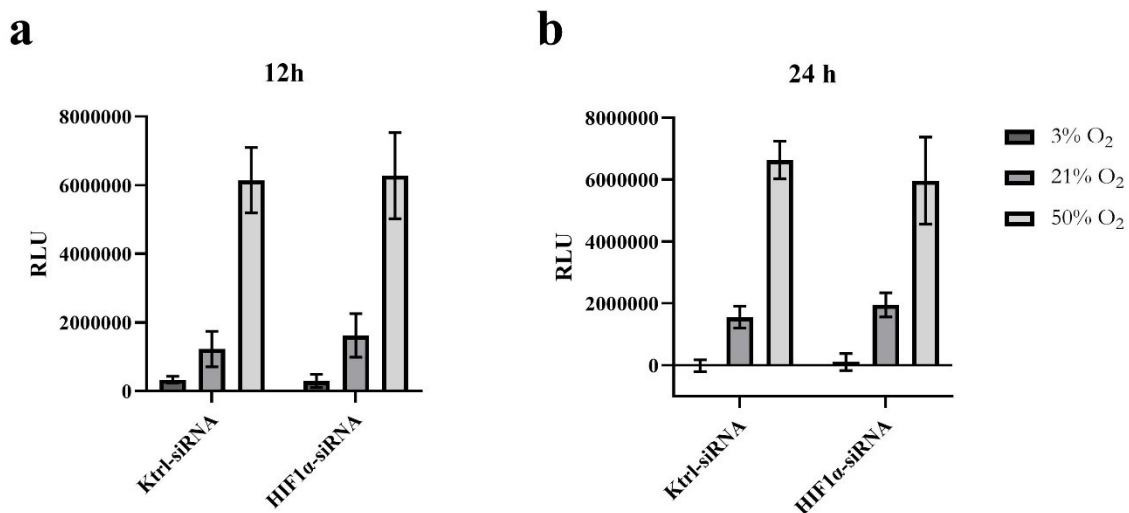 a
12h
RLU
8000000
6000000
4000000
2000000
0
Ktrl-siRNA
HIF1α-siRNA
b
24 h
RLU
8000000
6000000
4000000
2000000
0
Ktrl-siRNA
HIF1α-siRNA
3% O₂
21% O₂
50% O₂